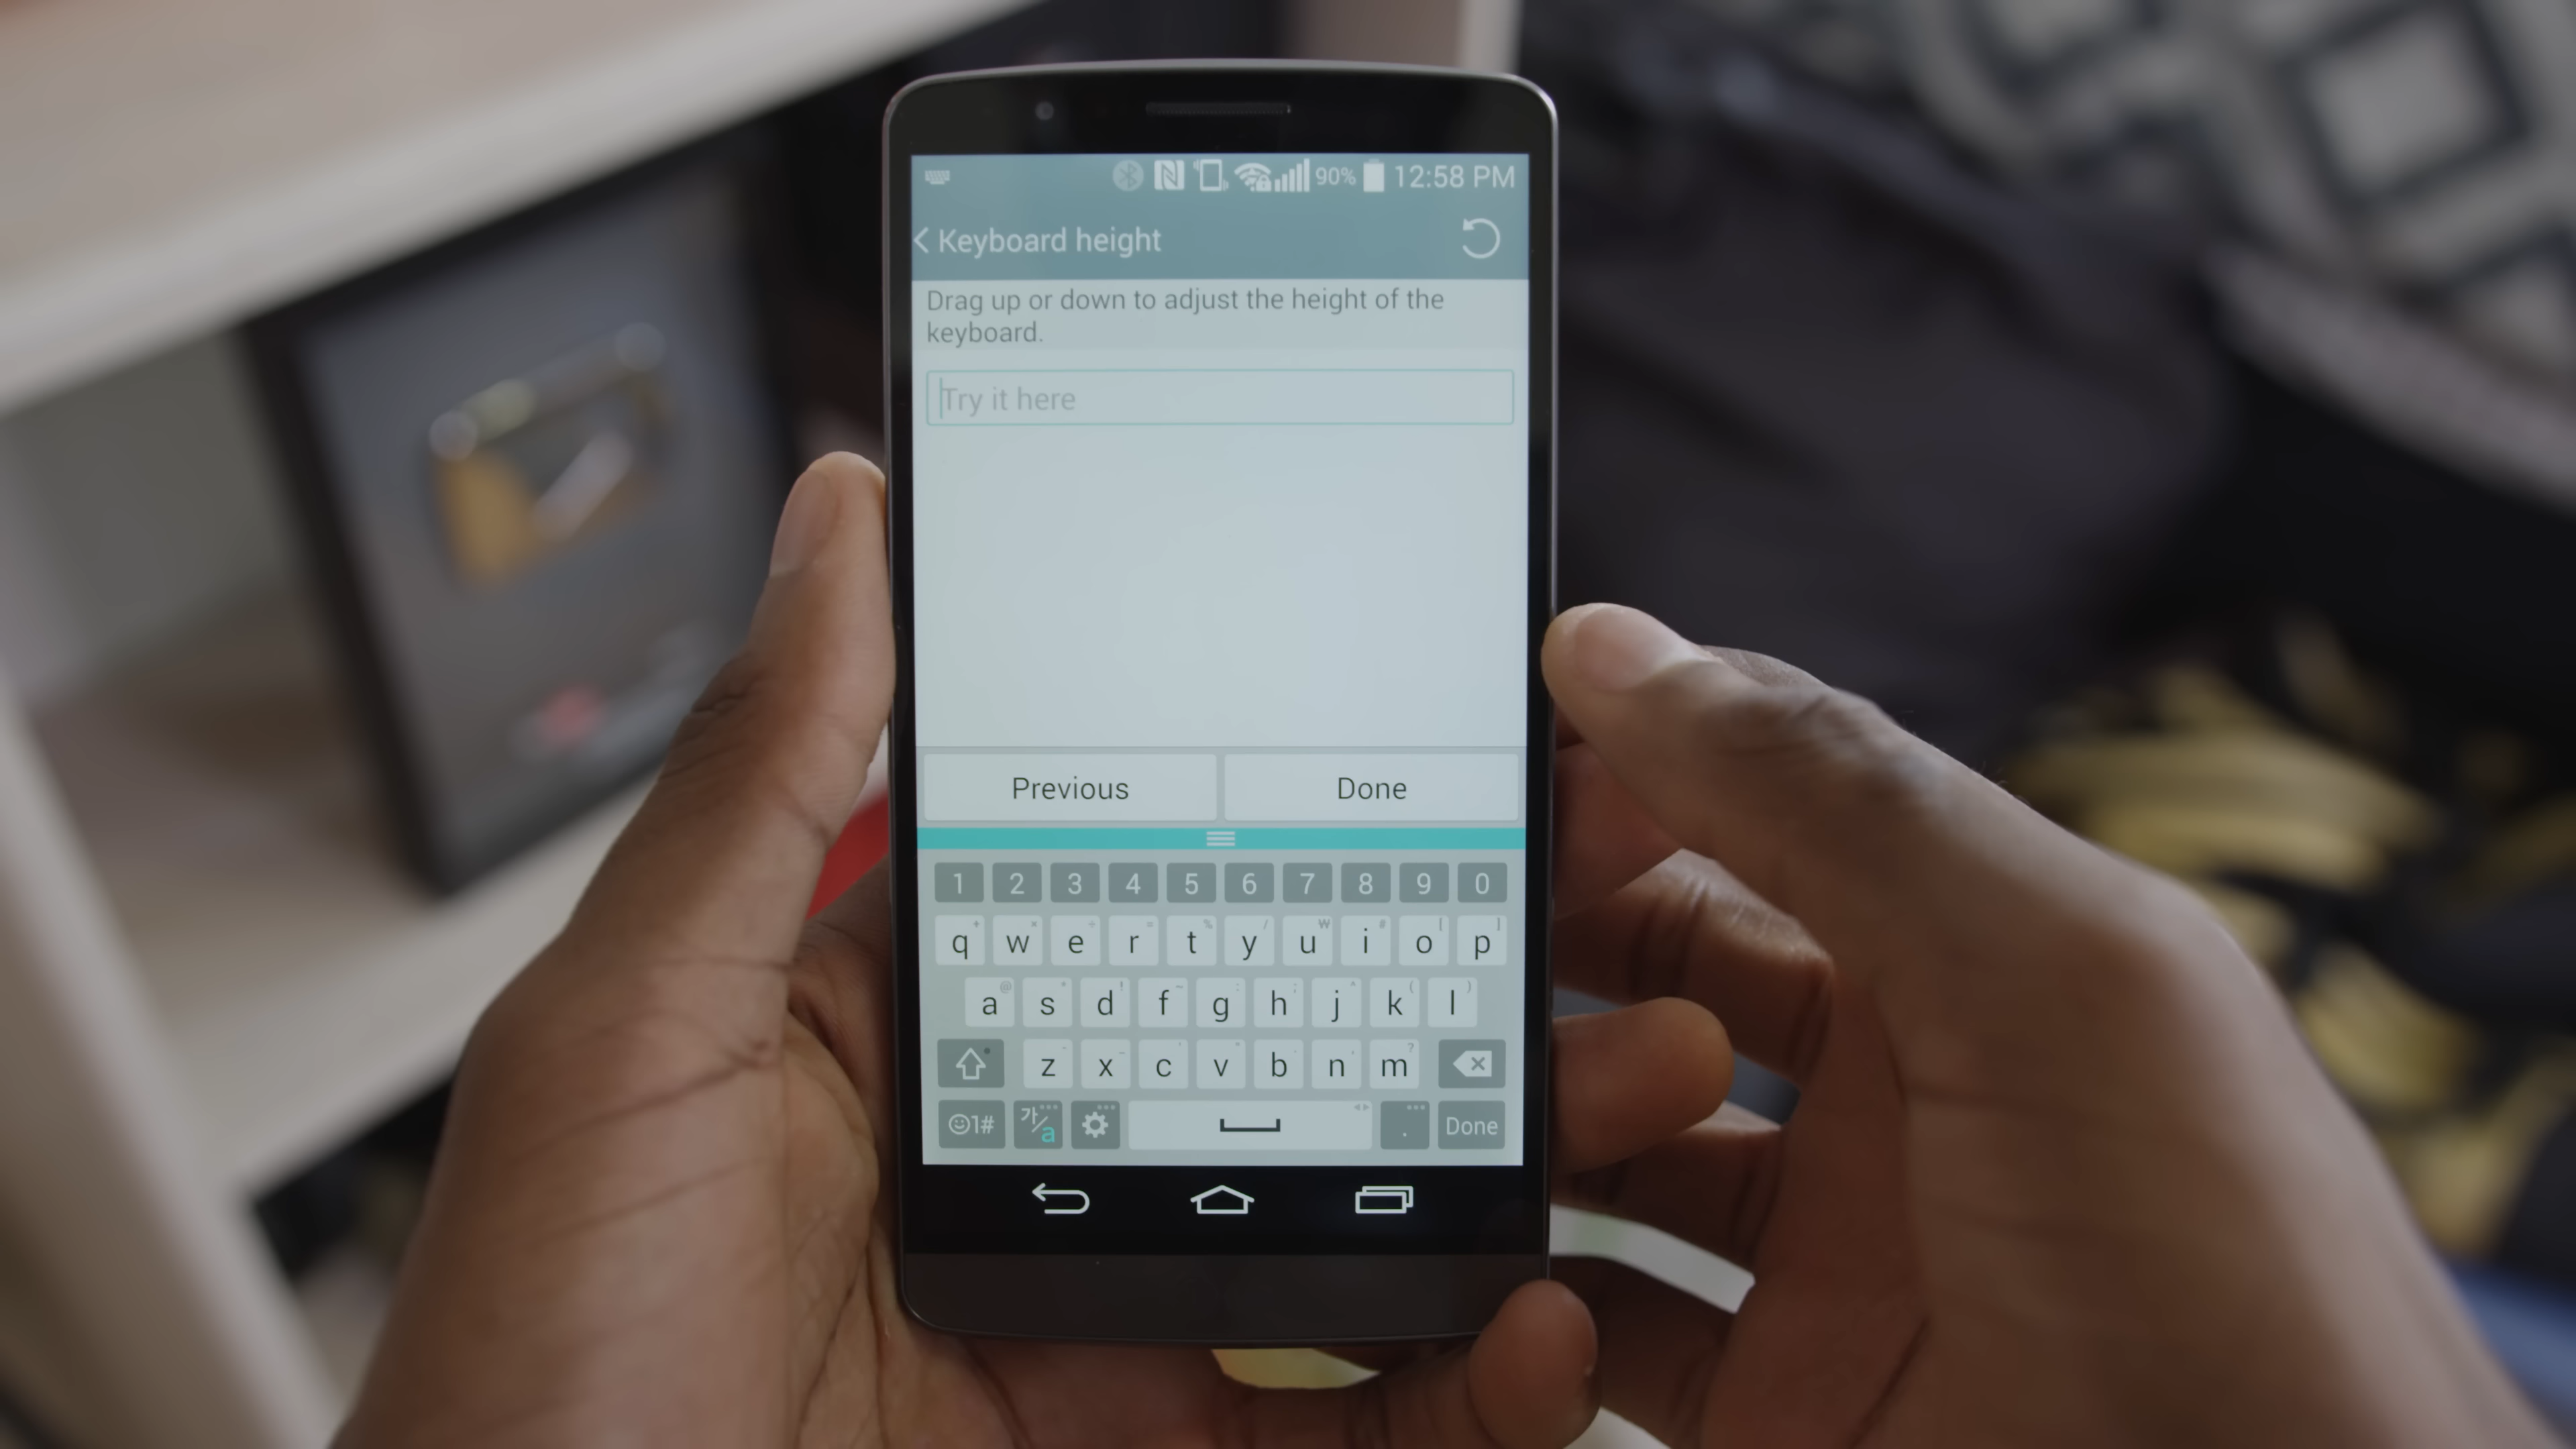 90% 12:58 PM
Keyboard height
Drag up or down to adjust the height of the
keyboard.
Try it here
Previous Done
1 2 3 4 5 6 7 8 9 0
q w e r t y u i o p
a s d f g h j k l
z x c v b n m
1# 가/a . Done